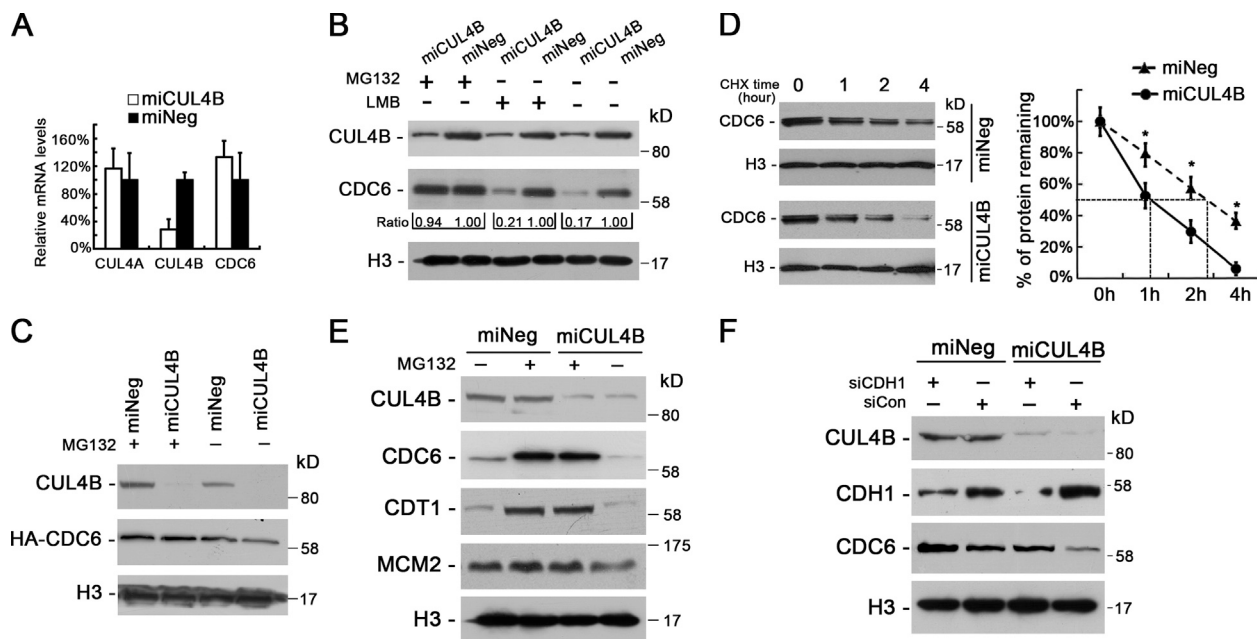 A
miCUL4B
miNeg
Relative mRNA levels
160%
120%
80%
40%
0%
CUL4A CUL4B CDC6
B
miCUL4B miNeg miCUL4B miNeg miCUL4B miNeg
MG132 + + − − − −
LMB − − + + − −
kD
CUL4B - −80
CDC6 - −58
Ratio 0.94 1.00 0.21 1.00 0.17 1.00
H3 - −17
C
miNeg miCUL4B miNeg miCUL4B
MG132 + + − −
kD
CUL4B - −80
HA-CDC6 - −58
H3 - −17
D
CHX time (hour) 0 1 2 4
kD
CDC6 - −58
H3 - −17
miNeg
CDC6 - −58
H3 - −17
miCUL4B
miNeg
miCUL4B
% of protein remaining
100%
80%
60%
40%
20%
0%
* * *
0h 1h 2h 4h
E
miNeg miCUL4B
MG132 − + + −
kD
CUL4B - −80
CDC6 - −58
CDT1 - −58
−175
MCM2 -
H3 - −17
F
miNeg miCUL4B
siCDH1 + − + −
siCon − + − +
kD
CUL4B - −80
CDH1 - −58
CDC6 - −58
H3 - −17